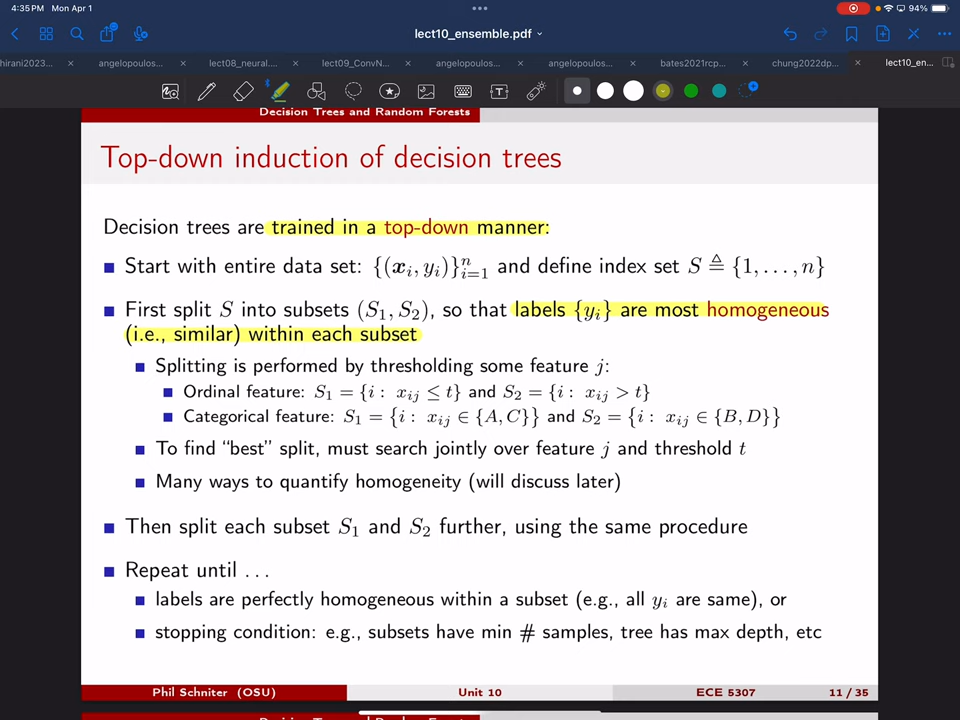 4:35 PM Mon Apr 1
94%
lect10_ensemble.pdf
hirani2023... × angelopoulos... × lect08_neural.... × lect09_ConvN... × angelopoulos... × angelopoulos... × bates2021rcp... × chung2022dp... × lect10_en...
Decision Trees and Random Forests
Top-down induction of decision trees
Decision trees are trained in a top-down manner:
■ Start with entire data set: {(𝒙ᵢ, yᵢ)}ⁿᵢ₌₁ and define index set S ≜ {1, . . . , n}
■ First split S into subsets (S₁, S₂), so that labels {yᵢ} are most homogeneous
(i.e., similar) within each subset
■ Splitting is performed by thresholding some feature j:
■ Ordinal feature: S₁ = {i : xᵢⱼ ≤ t} and S₂ = {i : xᵢⱼ > t}
■ Categorical feature: S₁ = {i : xᵢⱼ ∈ {A, C}} and S₂ = {i : xᵢⱼ ∈ {B, D}}
■ To find “best” split, must search jointly over feature j and threshold t
■ Many ways to quantify homogeneity (will discuss later)
■ Then split each subset S₁ and S₂ further, using the same procedure
■ Repeat until . . .
■ labels are perfectly homogeneous within a subset (e.g., all yᵢ are same), or
■ stopping condition: e.g., subsets have min # samples, tree has max depth, etc
Phil Schniter (OSU) Unit 10 ECE 5307 11 / 35